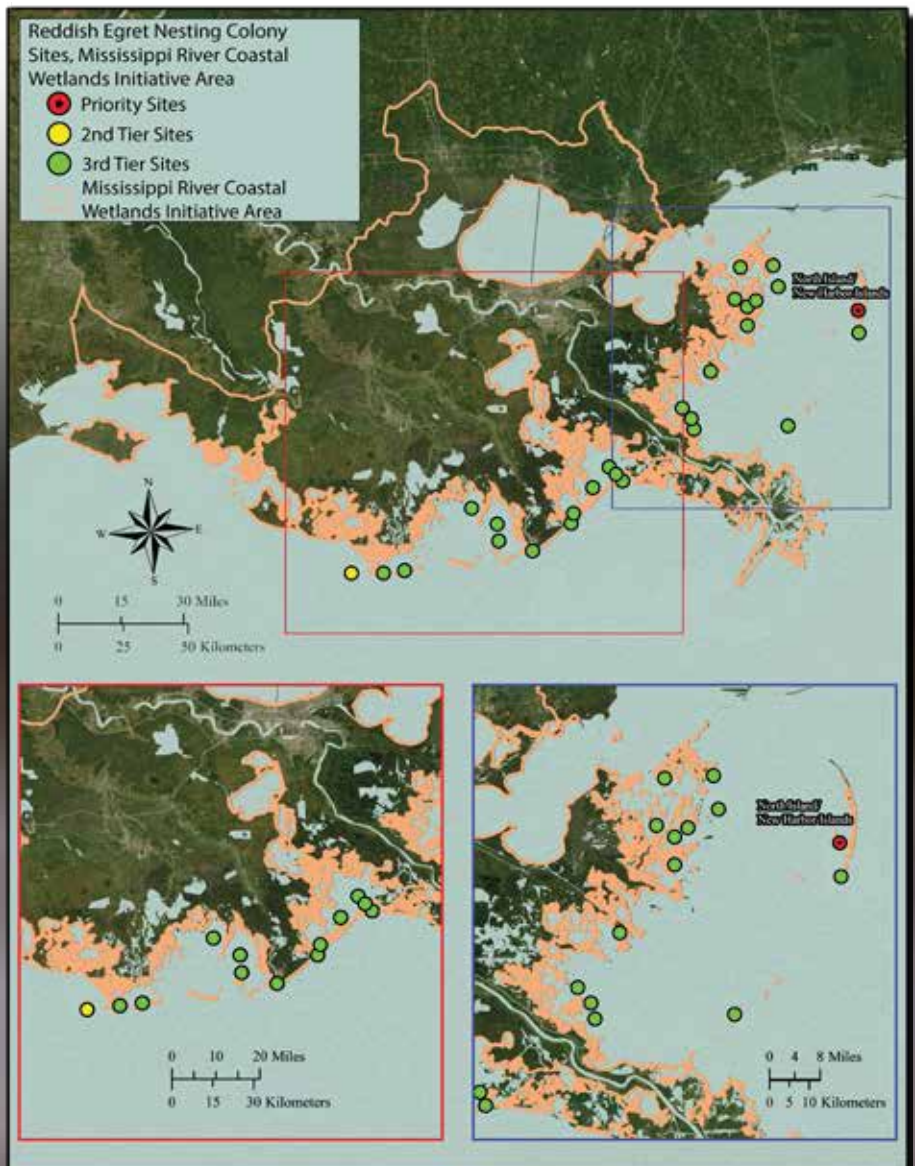 Reddish Egret Nesting Colony
Sites, Mississippi River Coastal
Wetlands Initiative Area
Priority Sites
2nd Tier Sites
3rd Tier Sites
Mississippi River Coastal
Wetlands Initiative Area
North Island/
New Harbor Islands
N
W E
S
0 15 30 Miles
0 25 50 Kilometers
0 10 20 Miles
0 15 30 Kilometers
North Island/
New Harbor Islands
0 4 8 Miles
0 5 10 Kilometers